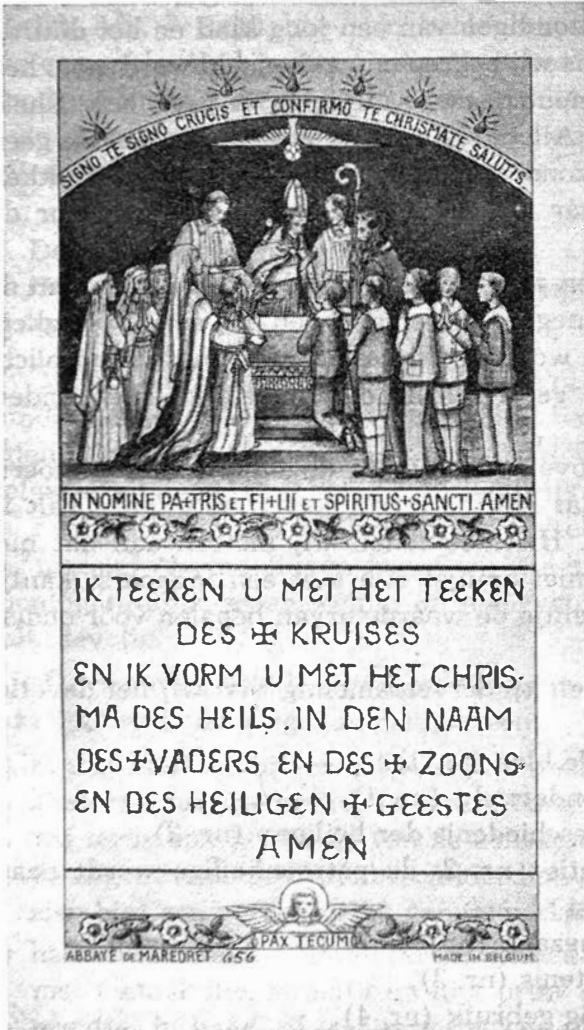 SIGNO TE SIGNO CRUCIS ET CONFIRMO TE CHRISMATE SALUTIS.
IN NOMINE PA+TRIS ET FI+LII ET SPIRITUS+SANCTI. AMEN
IK TEEKEN U MET HET TEEKEN
DES ✠ KRUISES
EN IK VORM U MET HET CHRIS-
MA DES HEILS IN DEN NAAM
DES+VADERS EN DES ✠ ZOONS
EN DES HEILIGEN ✠ GEESTES
AMEN
PAX TECUM
ABBAYE DE MAREDRET 656
MADE IN BELGIUM.